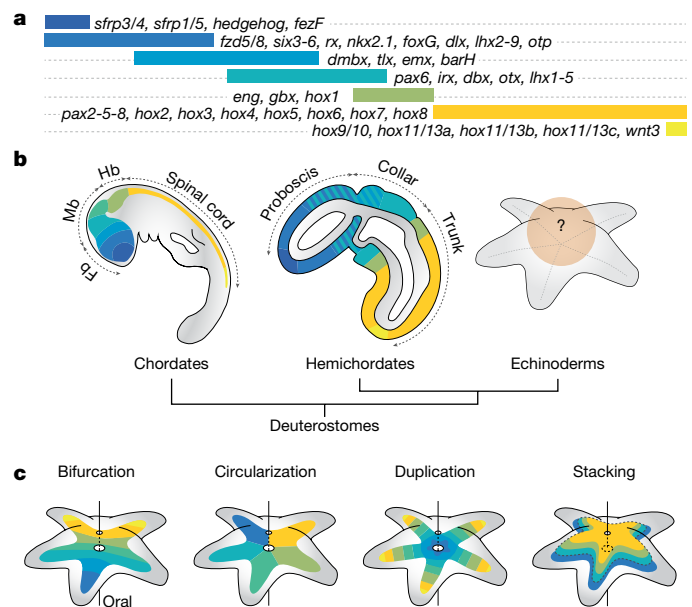 a
sfrp3/4, sfrp1/5, hedgehog, fezF
fzd5/8, six3-6, rx, nkx2.1, foxG, dlx, lhx2-9, otp
dmbx, tlx, emx, barH
pax6, irx, dbx, otx, lhx1-5
eng, gbx, hox1
pax2-5-8, hox2, hox3, hox4, hox5, hox6, hox7, hox8
hox9/10, hox11/13a, hox11/13b, hox11/13c, wnt3
b
Fb
Mb
Hb
Spinal cord
Proboscis
Collar
Trunk
?
Chordates
Hemichordates
Echinoderms
Deuterostomes
c
Bifurcation
Circularization
Duplication
Stacking
Oral